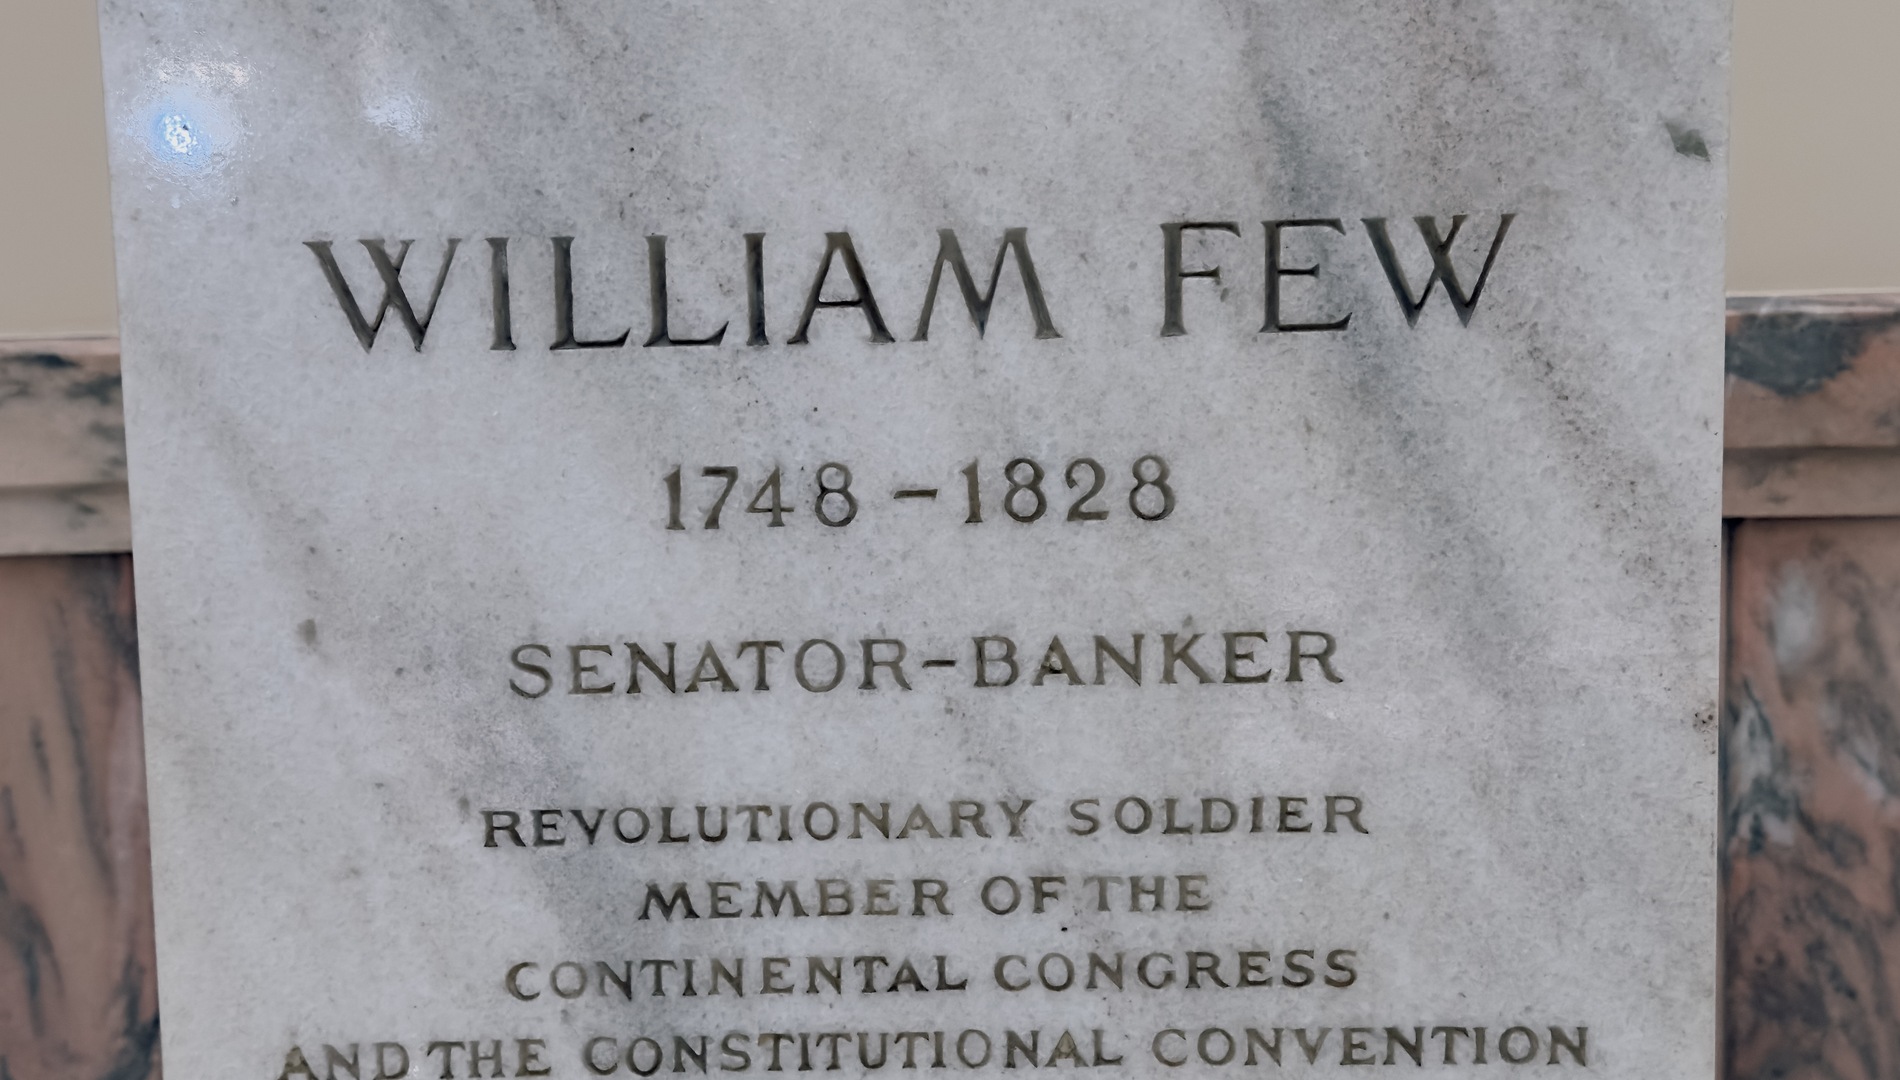 WILLIAM FEW
1748-1828
SENATOR-BANKER
REVOLUTIONARY SOLDIER
MEMBER OF THE
CONTINENTAL CONGRESS
AND THE CONSTITUTIONAL CONVENTION